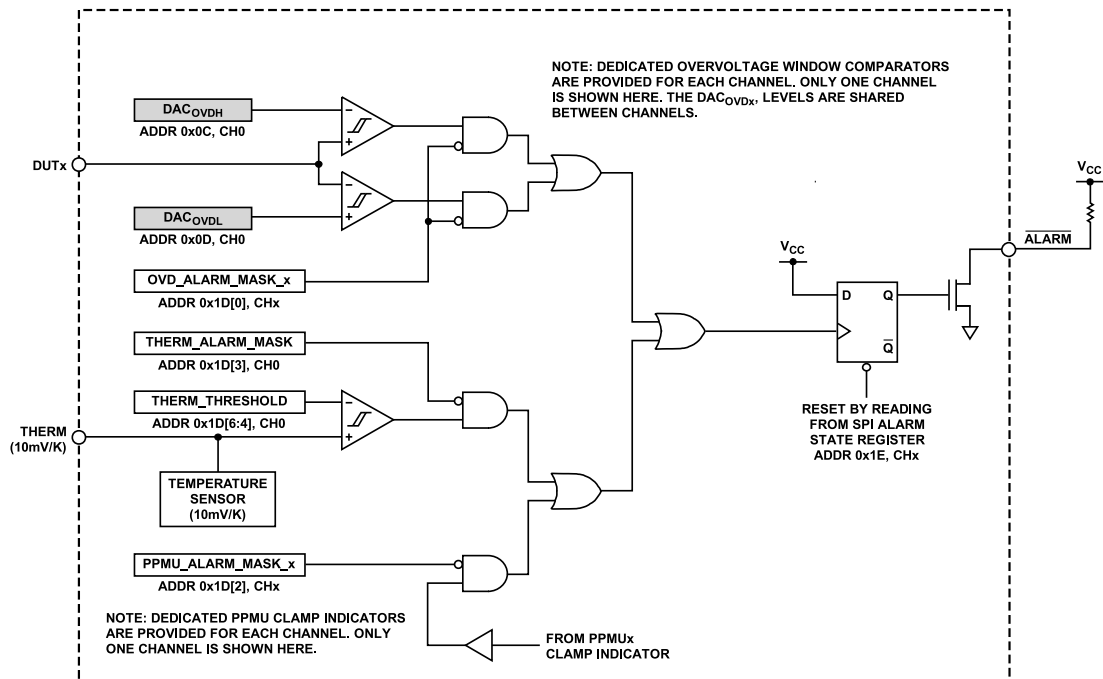 NOTE: DEDICATED OVERVOLTAGE WINDOW COMPARATORS
ARE PROVIDED FOR EACH CHANNEL. ONLY ONE CHANNEL
IS SHOWN HERE. THE DACOVDx, LEVELS ARE SHARED
BETWEEN CHANNELS.
DACOVDH
ADDR 0x0C, CH0
DUTx
DACOVDL
ADDR 0x0D, CH0
OVD_ALARM_MASK_x
ADDR 0x1D[0], CHx
THERM_ALARM_MASK
ADDR 0x1D[3], CH0
THERM_THRESHOLD
ADDR 0x1D[6:4], CH0
THERM
(10mV/K)
TEMPERATURE
SENSOR
(10mV/K)
PPMU_ALARM_MASK_x
ADDR 0x1D[2], CHx
NOTE: DEDICATED PPMU CLAMP INDICATORS
ARE PROVIDED FOR EACH CHANNEL. ONLY
ONE CHANNEL IS SHOWN HERE.
FROM PPMUx
CLAMP INDICATOR
–
+
–
+
–
+
VCC
D
Q
Q̅
RESET BY READING
FROM SPI ALARM
STATE REGISTER
ADDR 0x1E, CHx
VCC
A̅L̅A̅R̅M̅